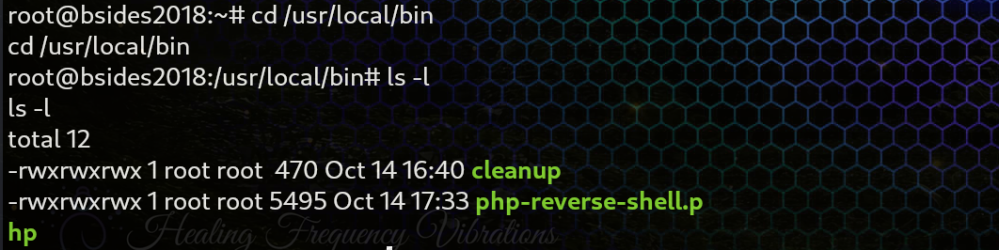 root@bsides2018:~# cd /usr/local/bin
cd /usr/local/bin
root@bsides2018:/usr/local/bin# ls -l
ls -l
total 12
-rwxrwxrwx 1 root root  470 Oct 14 16:40 cleanup
-rwxrwxrwx 1 root root 5495 Oct 14 17:33 php-reverse-shell.p
hp
Healing Frequency Vibrations